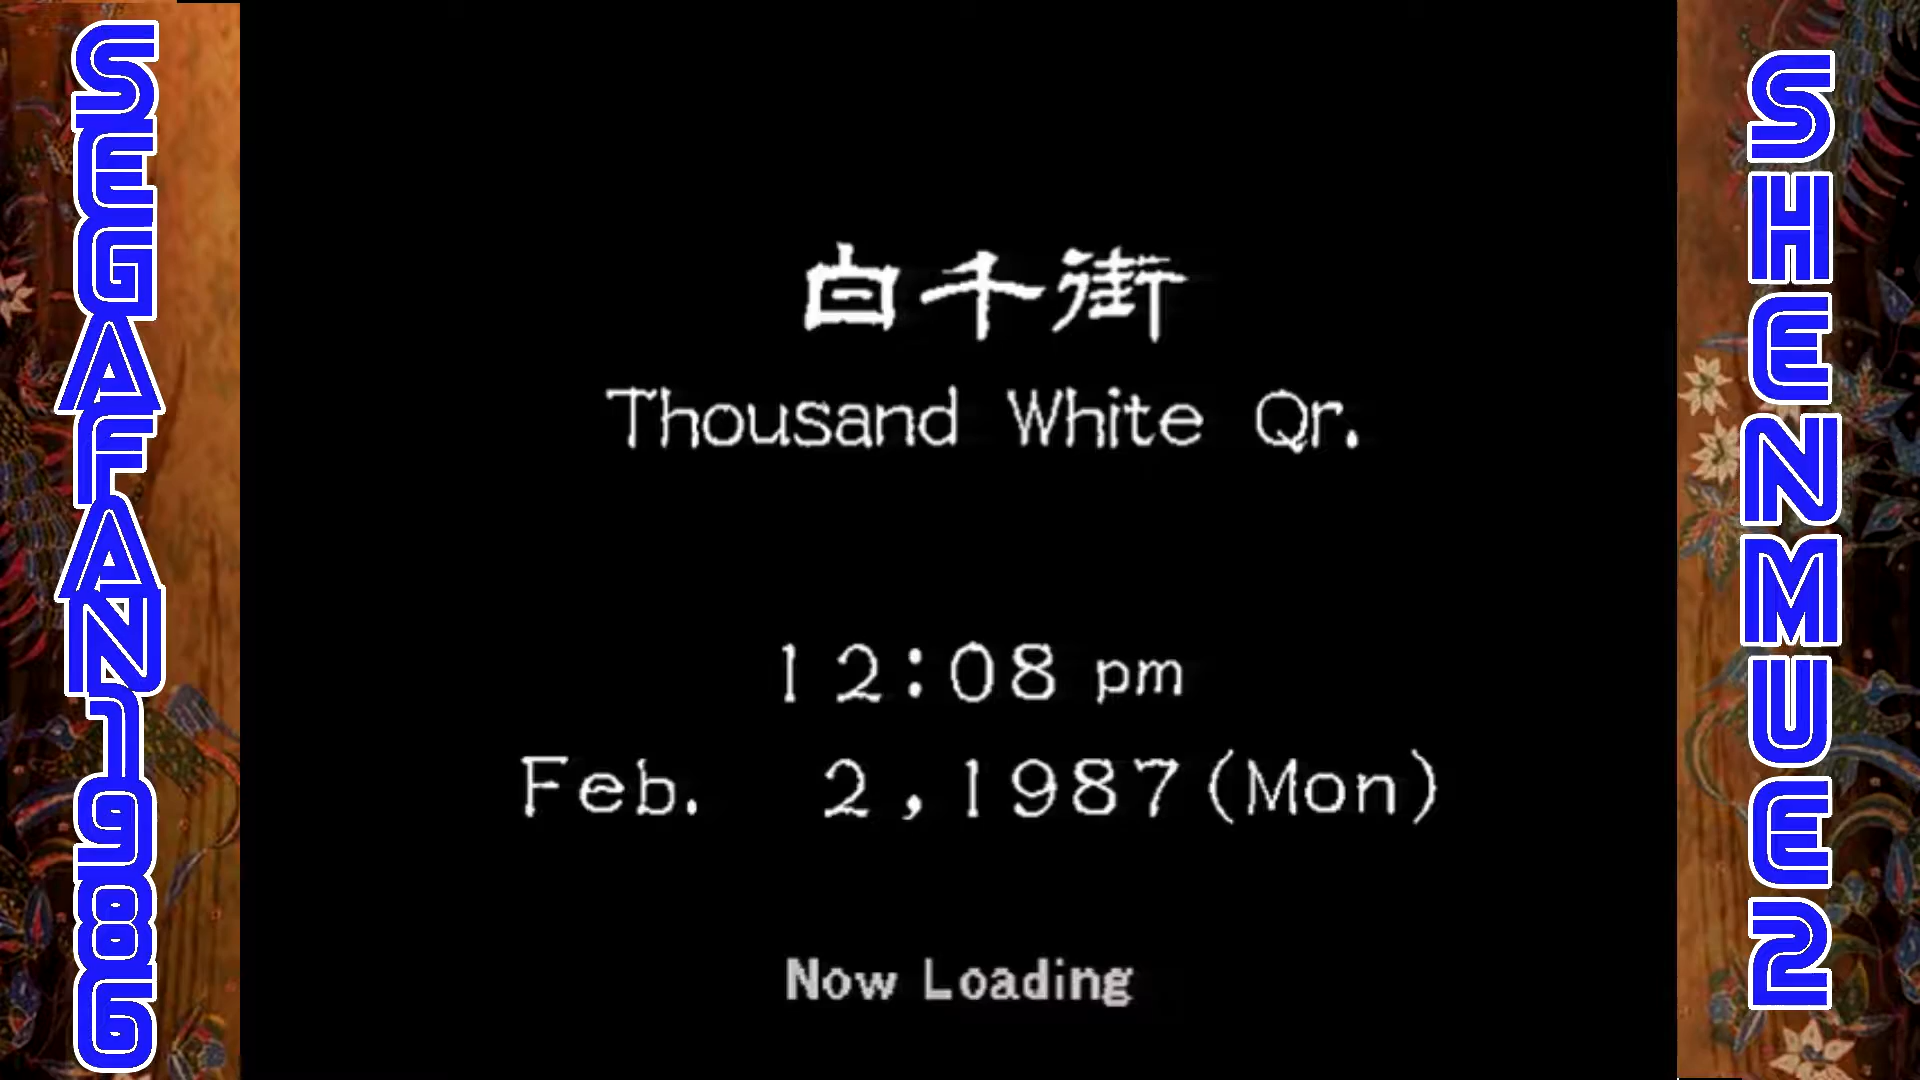 SEGAFAN1986
白千街
Thousand White Qr.
12:08 pm
Feb. 2,1987(Mon)
Now Loading
SHENMUE2